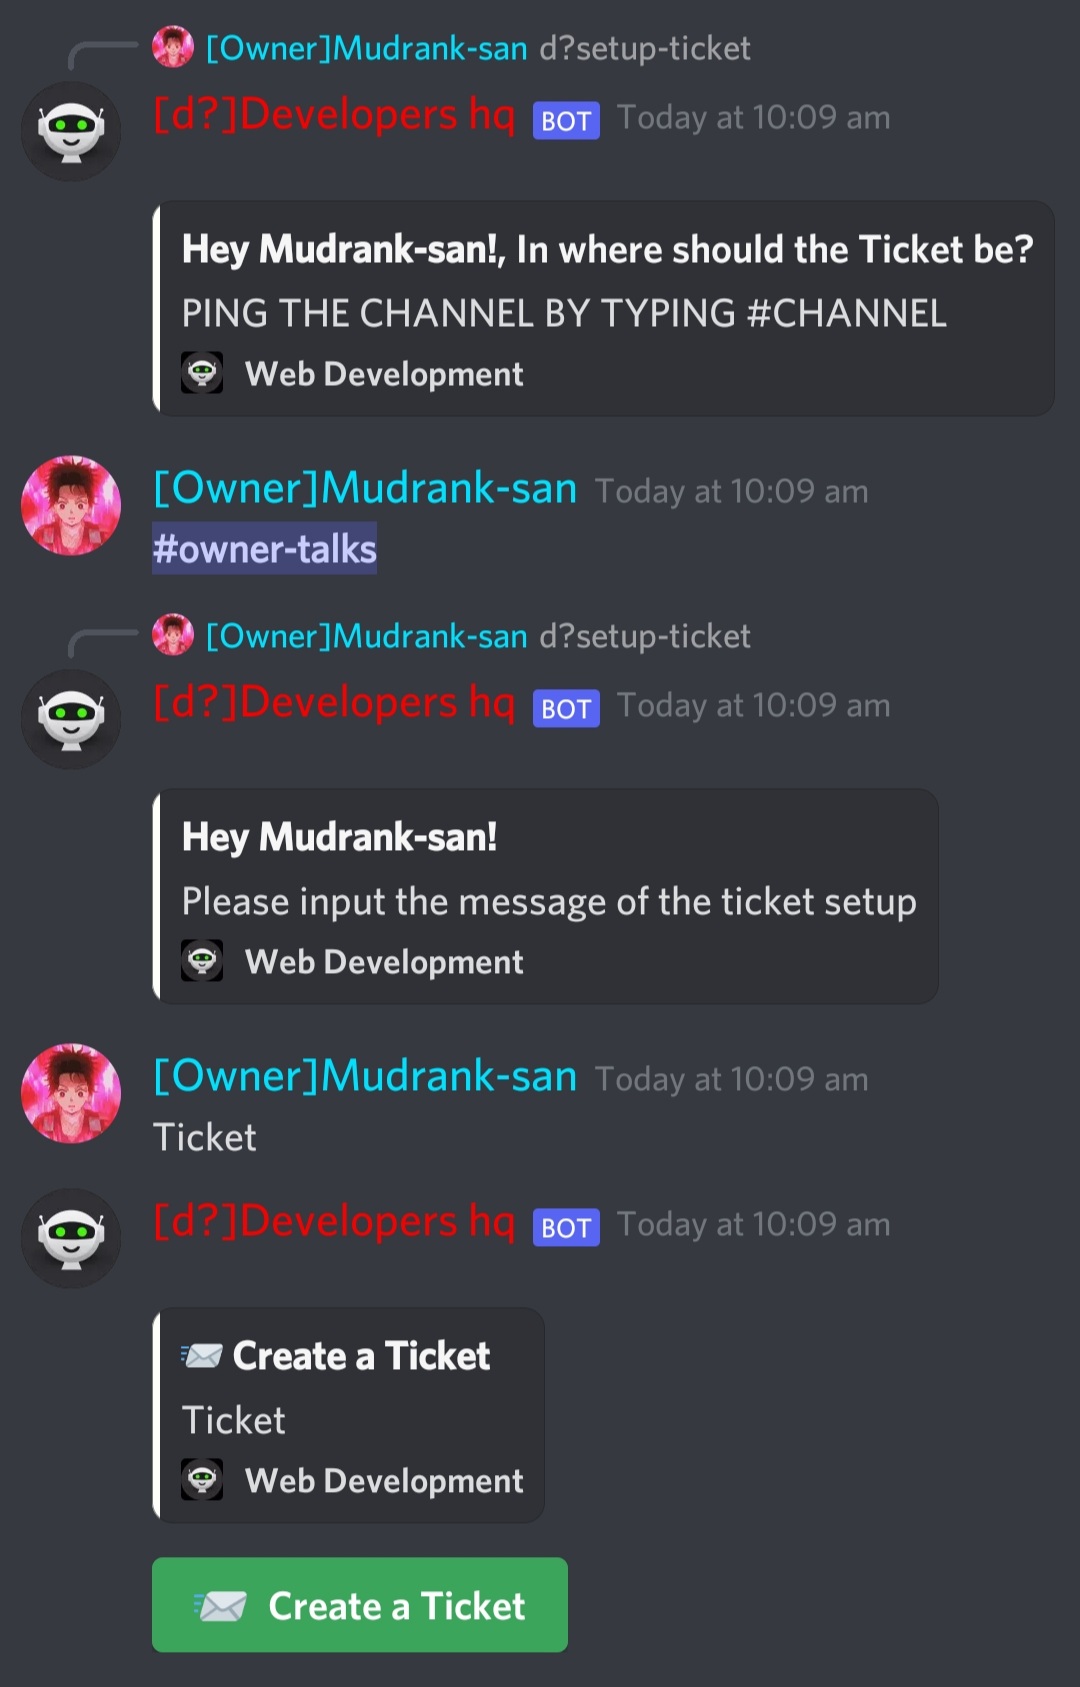 [Owner]Mudrank-san d?setup-ticket
[d?]Developers hq BOT Today at 10:09 am
Hey Mudrank-san!, In where should the Ticket be?
PING THE CHANNEL BY TYPING #CHANNEL
Web Development
[Owner]Mudrank-san Today at 10:09 am
#owner-talks
[Owner]Mudrank-san d?setup-ticket
[d?]Developers hq BOT Today at 10:09 am
Hey Mudrank-san!
Please input the message of the ticket setup
Web Development
[Owner]Mudrank-san Today at 10:09 am
Ticket
[d?]Developers hq BOT Today at 10:09 am
📨 Create a Ticket
Ticket
Web Development
📨 Create a Ticket